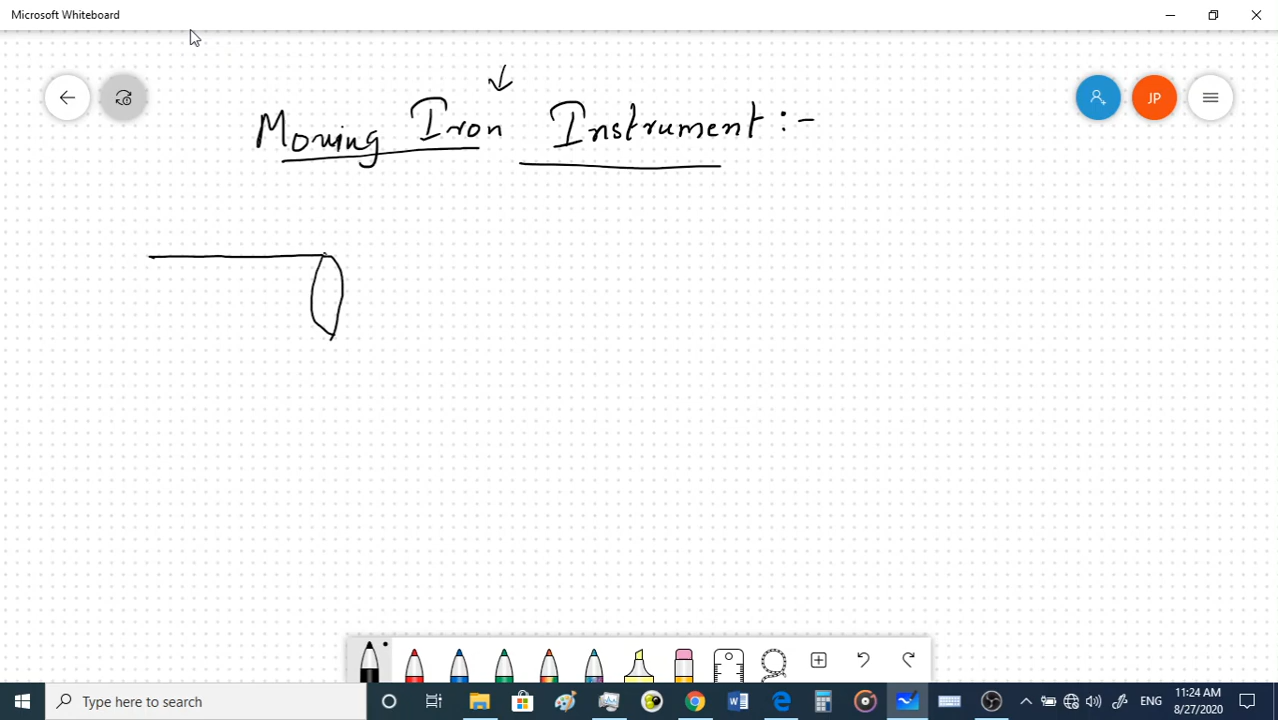 Microsoft Whiteboard
JP
Moving Iron Instrument :-
Type here to search
ENG
11:24 AM
8/27/2020